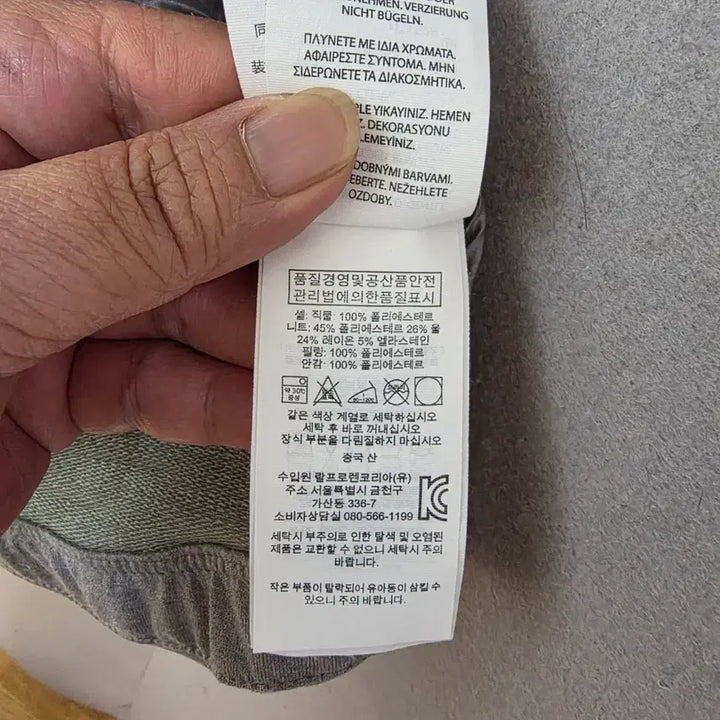 NICHT BÜGELN.
ΠΛΥΝΕΤΕ ΜΕ ΙΔΙΑ ΧΡΩΜΑΤΑ.
ΑΦΑΙΡΕΣΤΕ ΣΥΝΤΟΜΑ. ΜΗΝ
ΣΙΔΕΡΩΝΕΤΕ ΤΑ ΔΙΑΚΟΣΜΗΤΙΚΑ.
YIKAYINIZ. HEMEN
DEKORASYONU
BARVAMI.
NEŽEHLETE
OZDOBY.
품질경영및공산품안전
관리법에의한품질표시
셀: 직물: 100% 폴리에스테르
니트: 45% 폴리에스테르 26% 울
24% 레이온 5% 엘라스테인
필링: 100% 폴리에스테르
안감: 100% 폴리에스테르
약 30℃
중성
같은 색상 계열로 세탁하십시오
세탁 후 바로 꺼내십시오
장식 부분을 다림질하지 마십시오
중국 산
수입원 랄프로렌코리아(유)
주소 서울특별시 금천구
가산동 336-7
소비자상담실 080-566-1199
세탁시 부주의로 인한 탈색 및 오염된
제품은 교환할 수 없으니 세탁시 주의
바랍니다.
작은 부품이 탈락되어 유아동이 삼킬 수
있으니 주의 바랍니다.